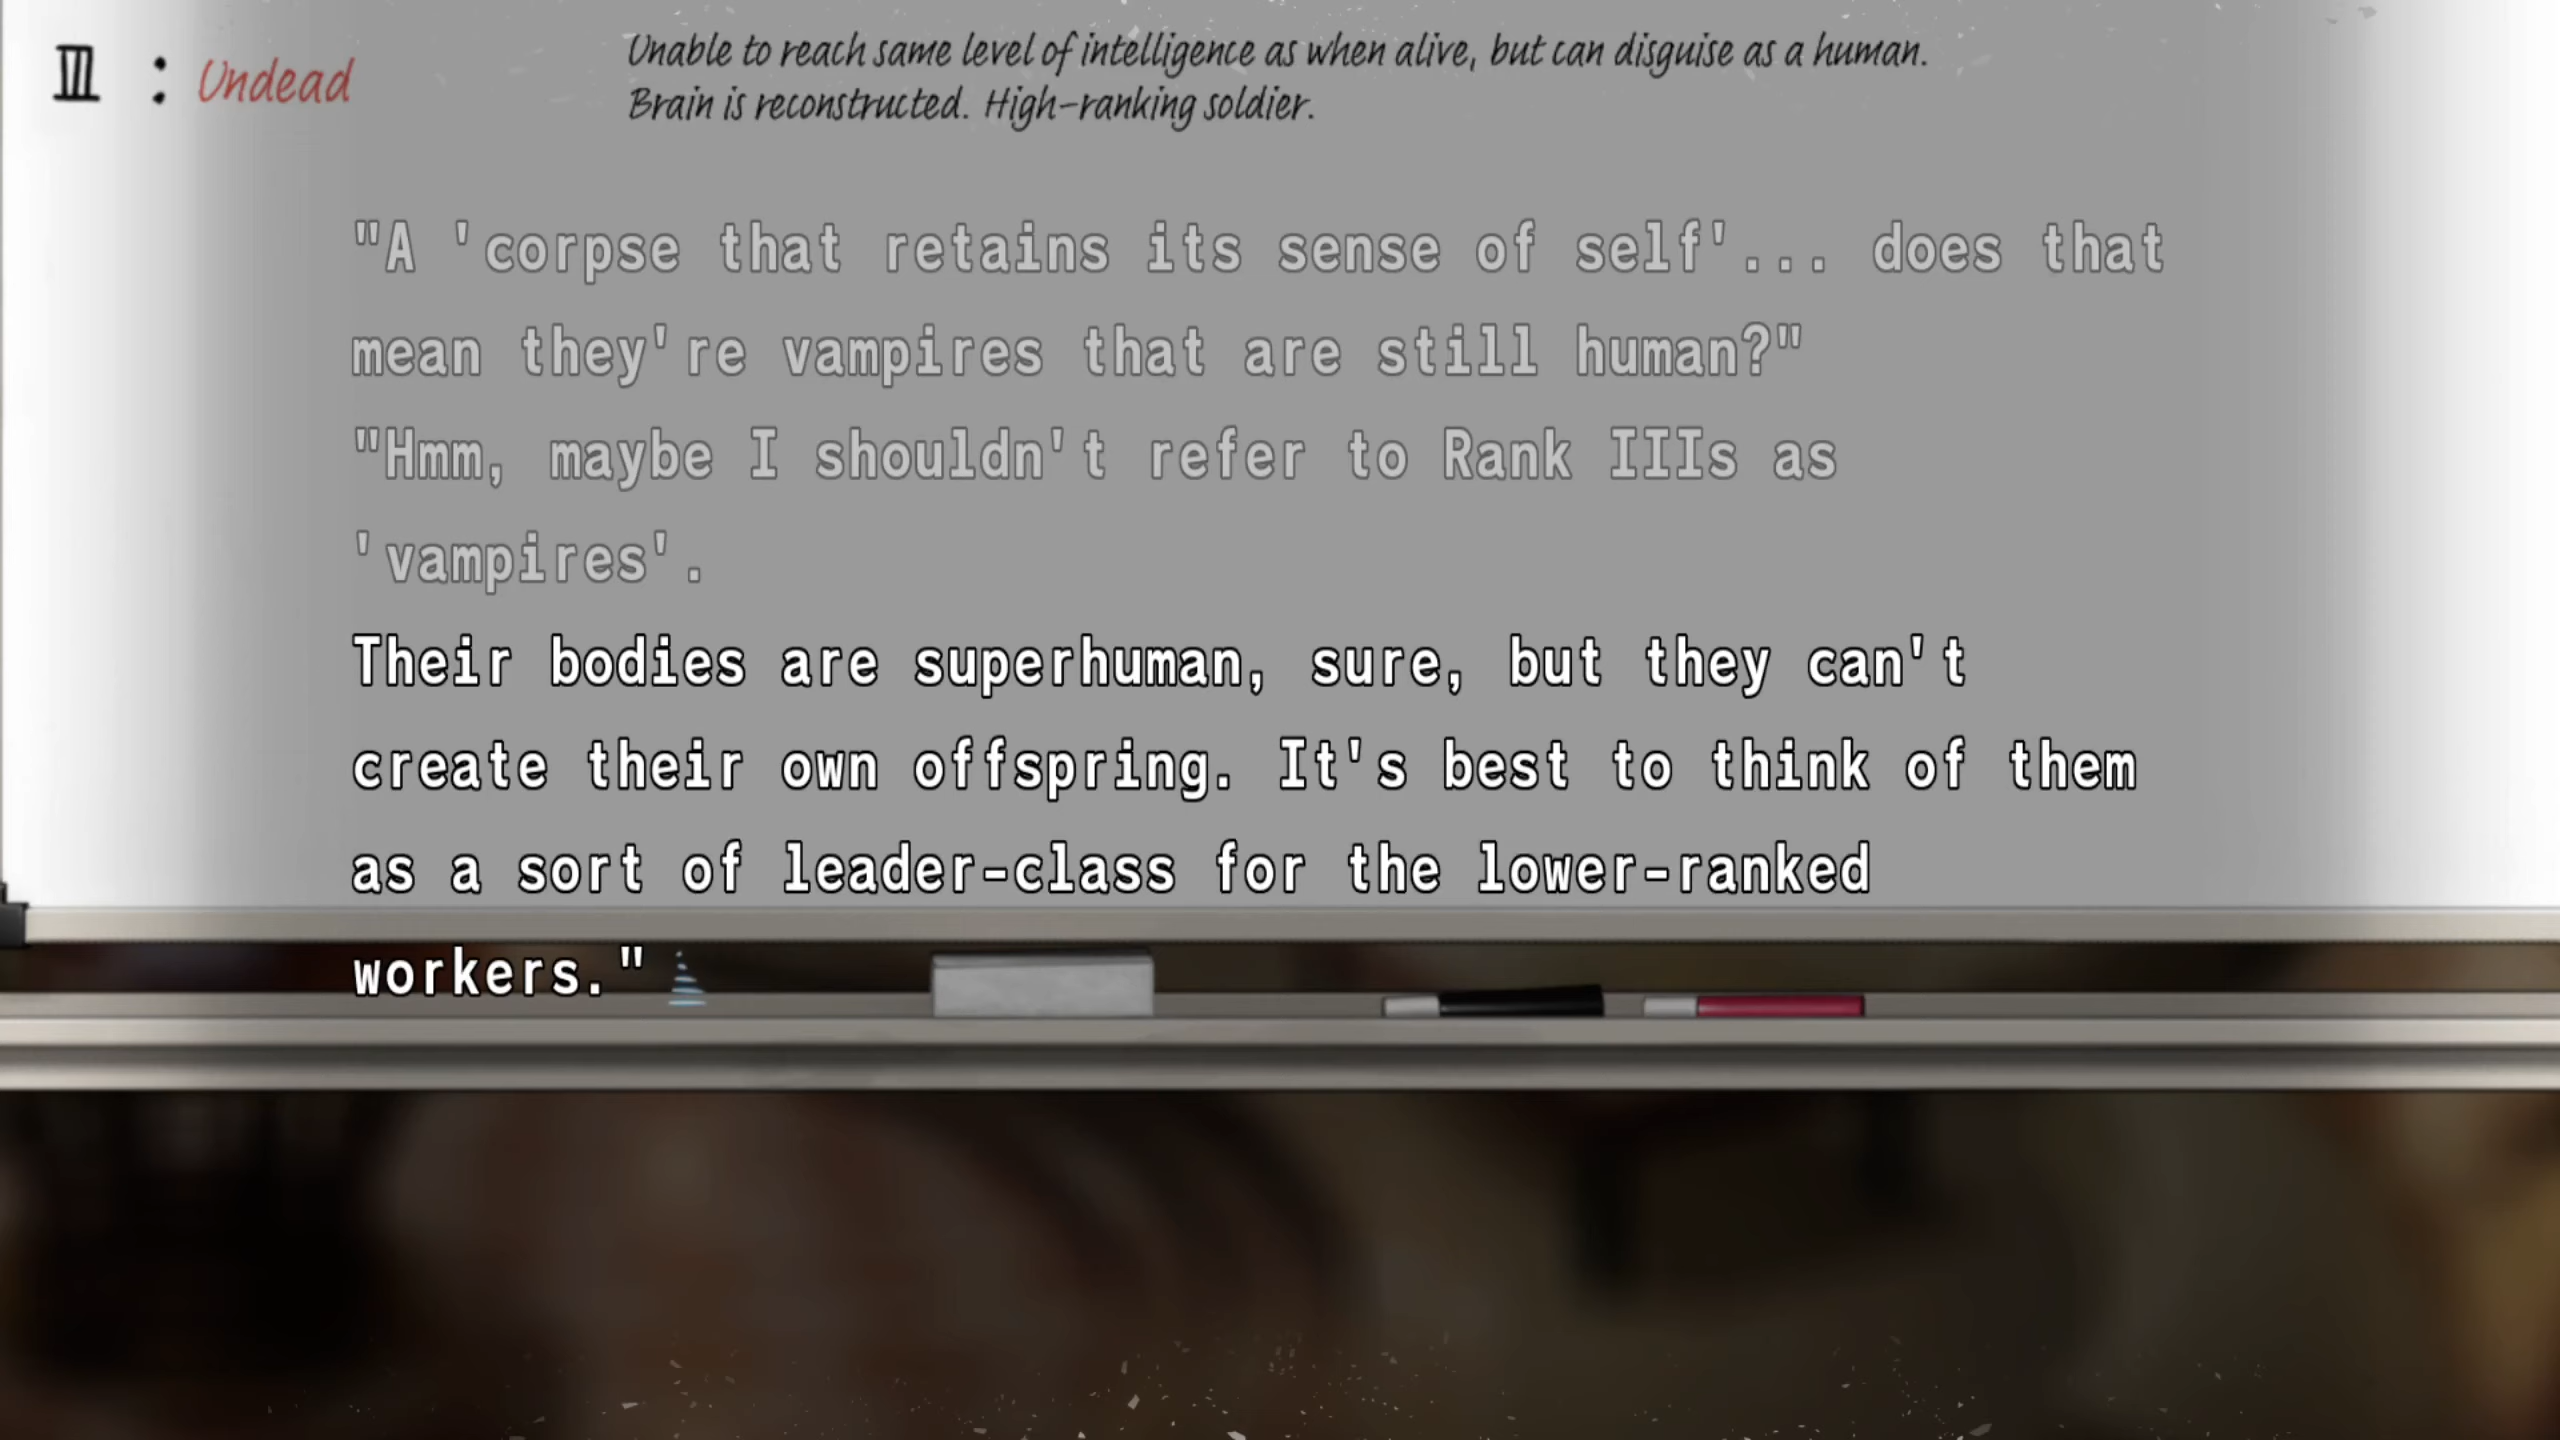 Ⅲ : Undead
Unable to reach same level of intelligence as when alive, but can disguise as a human.
Brain is reconstructed. High-ranking soldier.
"A 'corpse that retains its sense of self'... does that
mean they're vampires that are still human?"
"Hmm, maybe I shouldn't refer to Rank IIIs as
'vampires'.
Their bodies are superhuman, sure, but they can't
create their own offspring. It's best to think of them
as a sort of leader-class for the lower-ranked
workers."